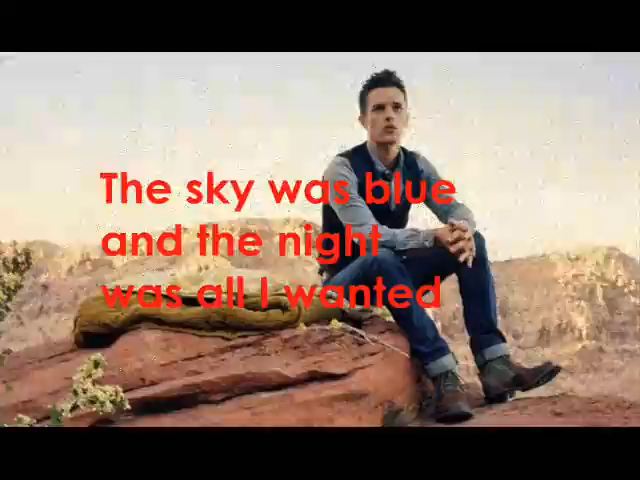 The sky was blue
and the night
was all I wanted